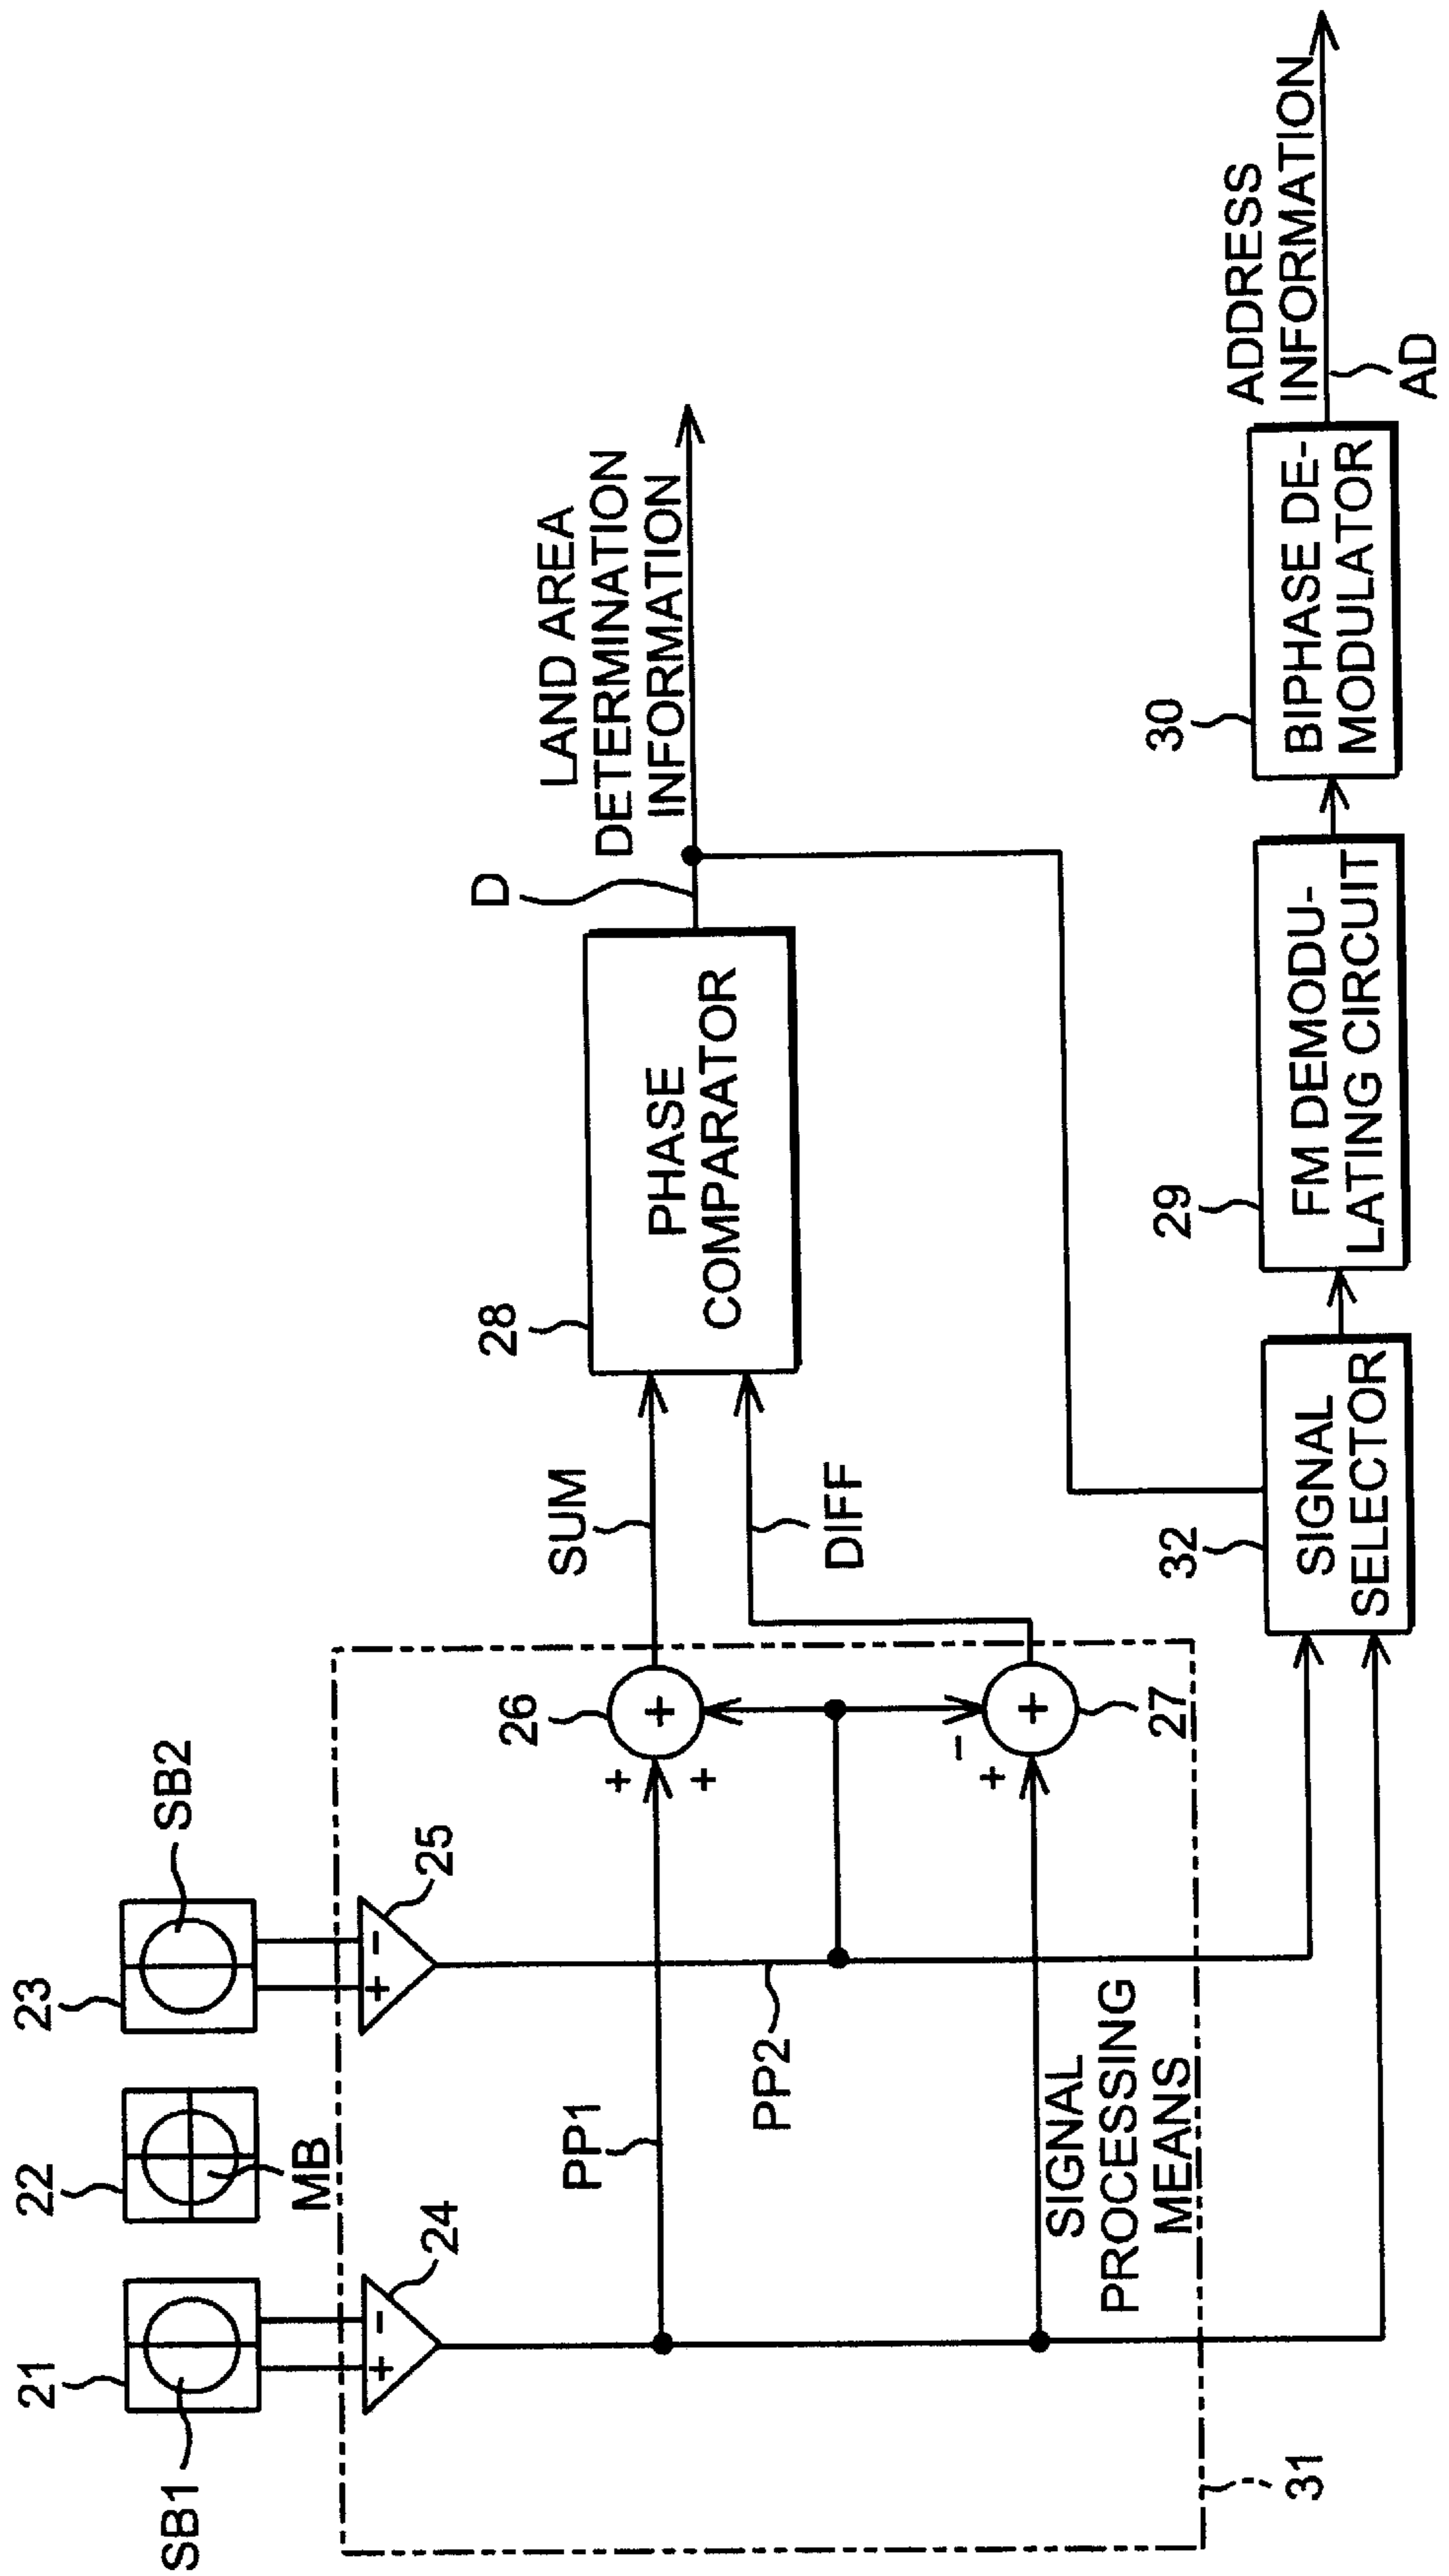 21
22
23
SB1
MB
SB2
24
25
+ -
+ -
PP1
PP2
26
+
+
+
27
+
-
+
SIGNAL
PROCESSING
MEANS
31
SUM
DIFF
28
PHASE
COMPARATOR
D
LAND AREA
DETERMINATION
INFORMATION
32
SIGNAL
SELECTOR
29
FM DEMODU-
LATING CIRCUIT
30
BIPHASE DE-
MODULATOR
ADDRESS
INFORMATION
AD